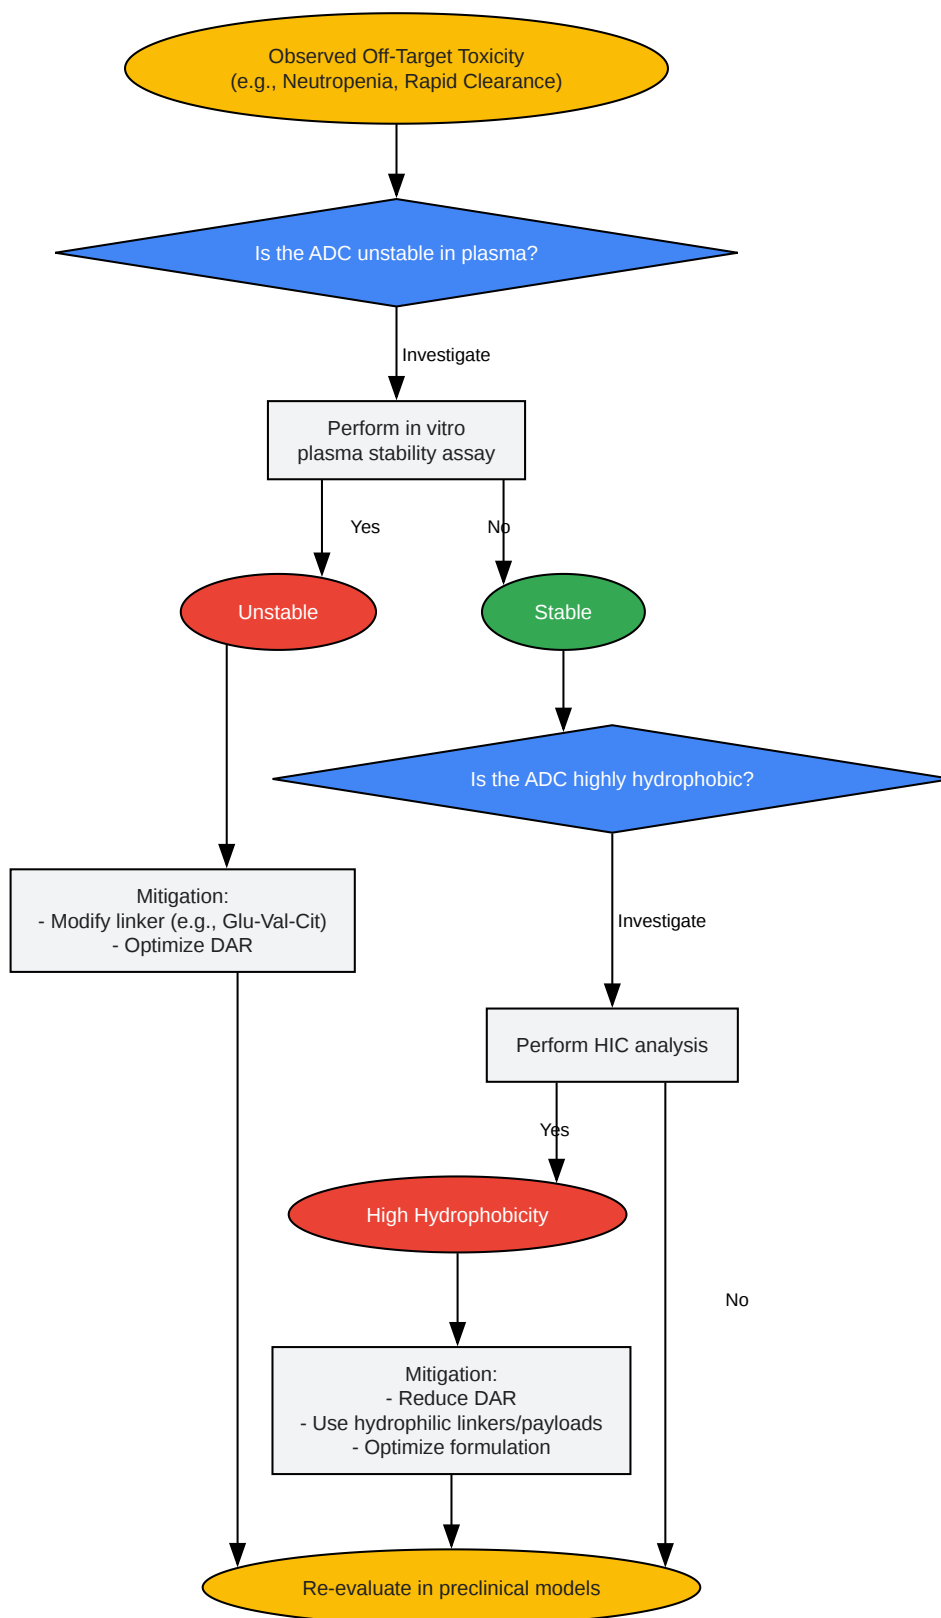 Observed Off-Target Toxicity
(e.g., Neutropenia, Rapid Clearance)
Is the ADC unstable in plasma?
Investigate
Perform in vitro
plasma stability assay
Yes
No
Unstable
Stable
Is the ADC highly hydrophobic?
Mitigation:
- Modify linker (e.g., Glu-Val-Cit)
- Optimize DAR
Investigate
Perform HIC analysis
Yes
High Hydrophobicity
No
Mitigation:
- Reduce DAR
- Use hydrophilic linkers/payloads
- Optimize formulation
Re-evaluate in preclinical models